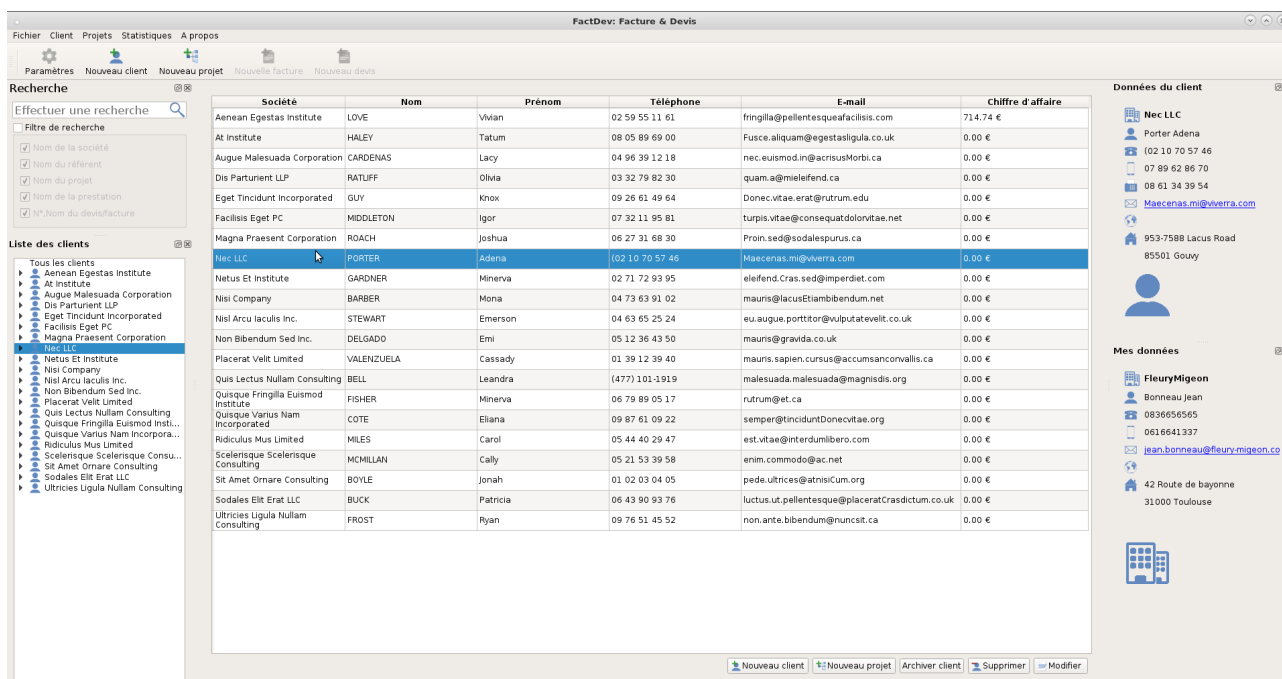 FactDev: Facture & Devis
Fichier Client Projets Statistiques A propos
Paramètres Nouveau client Nouveau projet Nouvelle facture Nouveau devis
Recherche
Effectuer une recherche
Filtre de recherche
Nom de la société
Nom du référent
Nom du projet
Nom de la prestation
N°,Nom du devis/facture
Liste des clients
Tous les clients
Aenean Egestas Institute
At Institute
Augue Malesuada Corporation
Dis Parturient LLP
Eget Tincidunt Incorporated
Facilisis Eget PC
Magna Praesent Corporation
Nec LLC
Netus Et Institute
Nisi Company
Nisl Arcu Iaculis Inc.
Non Bibendum Sed Inc.
Placerat Velit Limited
Quis Lectus Nullam Consulting
Quisque Fringilla Euismod Insti...
Quisque Varius Nam Incorpora...
Ridiculus Mus Limited
Scelerisque Scelerisque Consu...
Sit Amet Ornare Consulting
Sodales Elit Erat LLC
Ultricies Ligula Nullam Consulting
Société Nom Prénom Téléphone E-mail Chiffre d'affaire
Aenean Egestas Institute LOVE Vivian 02 59 55 11 61 fringilla@pellentesqueafacilisis.com 714.74 €
At Institute HALEY Tatum 08 05 89 69 00 Fusce.aliquam@egestasligula.co.uk 0.00 €
Augue Malesuada Corporation CARDENAS Lacy 04 96 39 12 18 nec.euismod.in@acrisusMorbi.ca 0.00 €
Dis Parturient LLP RATLIFF Olivia 03 32 79 82 30 quam.a@mieleifend.ca 0.00 €
Eget Tincidunt Incorporated GUY Knox 09 26 61 49 64 Donec.vitae.erat@rutrum.edu 0.00 €
Facilisis Eget PC MIDDLETON Igor 07 32 11 95 81 turpis.vitae@consequatdolorvitae.net 0.00 €
Magna Praesent Corporation ROACH Joshua 06 27 31 68 30 Proin.sed@sodalespurus.ca 0.00 €
Nec LLC PORTER Adena (02 10 70 57 46 Maecenas.mi@viverra.com 0.00 €
Netus Et Institute GARDNER Minerva 02 71 72 93 95 eleifend.Cras.sed@imperdiet.com 0.00 €
Nisi Company BARBER Mona 04 73 63 91 02 mauris@lacusEtiambibendum.net 0.00 €
Nisl Arcu Iaculis Inc. STEWART Emerson 04 63 65 25 24 eu.augue.porttitor@vulputatevelit.co.uk 0.00 €
Non Bibendum Sed Inc. DELGADO Emi 05 12 36 43 50 mauris@gravida.co.uk 0.00 €
Placerat Velit Limited VALENZUELA Cassady 01 39 12 39 40 mauris.sapien.cursus@accumsanconvallis.ca 0.00 €
Quis Lectus Nullam Consulting BELL Leandra (477) 101-1919 malesuada.malesuada@magnisdis.org 0.00 €
Quisque Fringilla Euismod
Institute FISHER Minerva 06 79 89 05 17 rutrum@et.ca 0.00 €
Quisque Varius Nam
Incorporated COTE Eliana 09 87 61 09 22 semper@tinciduntDonecvitae.org 0.00 €
Ridiculus Mus Limited MILES Carol 05 44 40 29 47 est.vitae@interdumlibero.com 0.00 €
Scelerisque Scelerisque
Consulting MCMILLAN Cally 05 21 53 39 58 enim.commodo@ac.net 0.00 €
Sit Amet Ornare Consulting BOYLE Jonah 01 02 03 04 05 pede.ultrices@atnisiCum.org 0.00 €
Sodales Elit Erat LLC BUCK Patricia 06 43 90 93 76 luctus.ut.pellentesque@placeratCrasdictum.co.uk 0.00 €
Ultricies Ligula Nullam
Consulting FROST Ryan 09 76 51 45 52 non.ante.bibendum@nuncsit.ca 0.00 €
Nouveau client Nouveau projet Archiver client Supprimer Modifier
Données du client
Nec LLC
Porter Adena
(02 10 70 57 46
07 89 62 86 70
08 61 34 39 54
Maecenas.mi@viverra.com
953-7588 Lacus Road
85501 Gouvy
Mes données
FleuryMigeon
Bonneau Jean
0836656565
0616641337
jean.bonneau@fleury-migeon.co
42 Route de bayonne
31000 Toulouse